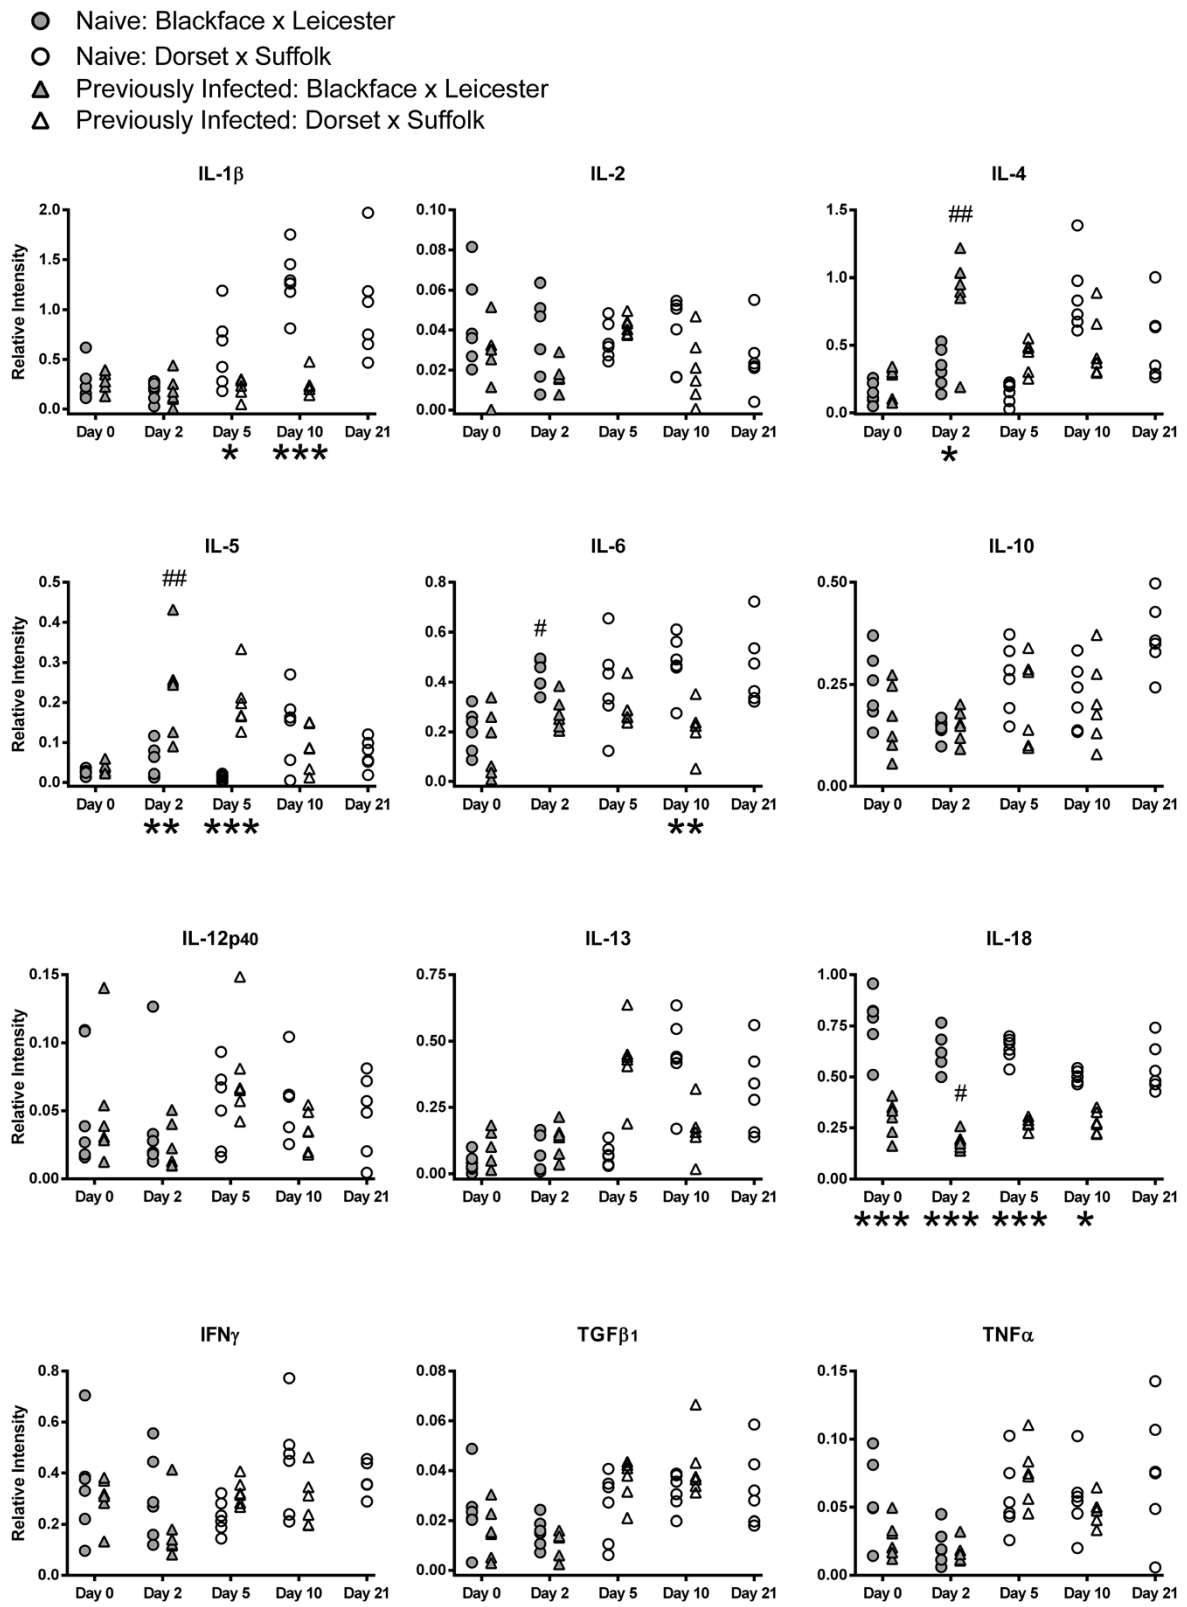 Naive: Blackface x Leicester
Naive: Dorset x Suffolk
Previously Infected: Blackface x Leicester
Previously Infected: Dorset x Suffolk
IL-1β IL-2 IL-4
Relative Intensity
2.0
1.5
1.0
0.5
0.0
Day 0 Day 2 Day 5 Day 10 Day 21
* ***
0.10
0.08
0.06
0.04
0.02
0.00
Day 0 Day 2 Day 5 Day 10 Day 21
##
1.5
1.0
0.5
0.0
Day 0 Day 2 Day 5 Day 10 Day 21
*
IL-5 IL-6 IL-10
Relative Intensity
##
0.5
0.4
0.3
0.2
0.1
0.0
Day 0 Day 2 Day 5 Day 10 Day 21
** ***
#
0.8
0.6
0.4
0.2
0.0
Day 0 Day 2 Day 5 Day 10 Day 21
**
0.50
0.25
0.00
Day 0 Day 2 Day 5 Day 10 Day 21
IL-12p40 IL-13 IL-18
Relative Intensity
0.15
0.10
0.05
0.00
Day 0 Day 2 Day 5 Day 10 Day 21
0.75
0.50
0.25
0.00
Day 0 Day 2 Day 5 Day 10 Day 21
#
1.00
0.75
0.50
0.25
0.00
Day 0 Day 2 Day 5 Day 10 Day 21
*** *** *** *
IFNγ TGFβ1 TNFα
Relative Intensity
0.8
0.6
0.4
0.2
0.0
Day 0 Day 2 Day 5 Day 10 Day 21
0.08
0.06
0.04
0.02
0.00
Day 0 Day 2 Day 5 Day 10 Day 21
0.15
0.10
0.05
0.00
Day 0 Day 2 Day 5 Day 10 Day 21